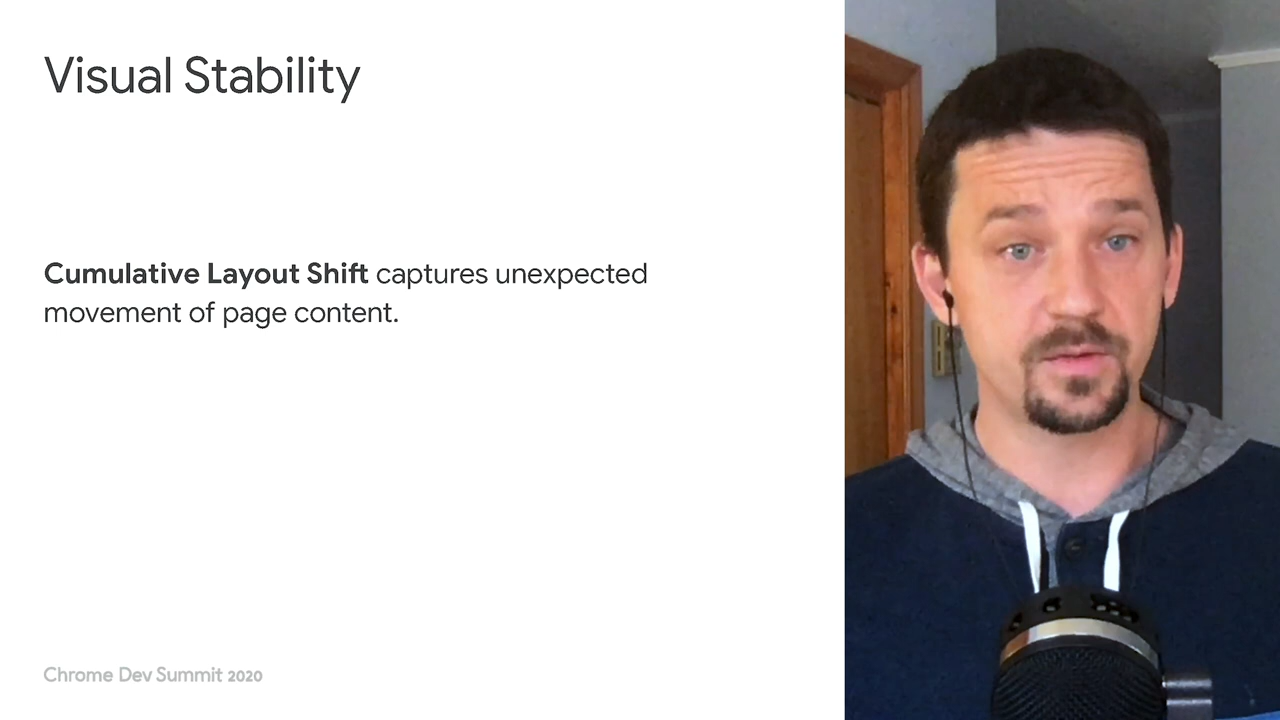 Visual Stability
Cumulative Layout Shift captures unexpected
movement of page content.
Chrome Dev Summit 2020